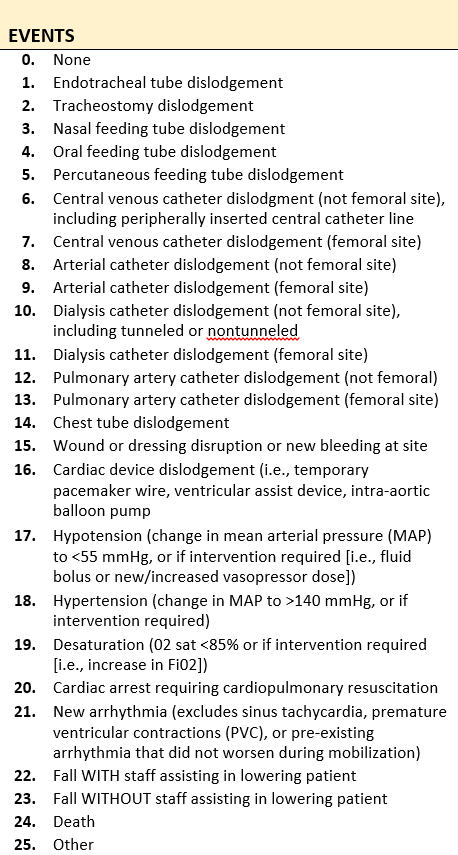 EVENTS
0. None
1. Endotracheal tube dislodgement
2. Tracheostomy dislodgement
3. Nasal feeding tube dislodgement
4. Oral feeding tube dislodgement
5. Percutaneous feeding tube dislodgement
6. Central venous catheter dislodgment (not femoral site),
including peripherally inserted central catheter line
7. Central venous catheter dislodgement (femoral site)
8. Arterial catheter dislodgement (not femoral site)
9. Arterial catheter dislodgement (femoral site)
10. Dialysis catheter dislodgement (not femoral site),
including tunneled or nontunneled
11. Dialysis catheter dislodgement (femoral site)
12. Pulmonary artery catheter dislodgement (not femoral)
13. Pulmonary artery catheter dislodgement (femoral site)
14. Chest tube dislodgement
15. Wound or dressing disruption or new bleeding at site
16. Cardiac device dislodgement (i.e., temporary
pacemaker wire, ventricular assist device, intra-aortic
balloon pump
17. Hypotension (change in mean arterial pressure (MAP)
to <55 mmHg, or if intervention required [i.e., fluid
bolus or new/increased vasopressor dose])
18. Hypertension (change in MAP to >140 mmHg, or if
intervention required)
19. Desaturation (02 sat <85% or if intervention required
[i.e., increase in Fi02])
20. Cardiac arrest requiring cardiopulmonary resuscitation
21. New arrhythmia (excludes sinus tachycardia, premature
ventricular contractions (PVC), or pre-existing
arrhythmia that did not worsen during mobilization)
22. Fall WITH staff assisting in lowering patient
23. Fall WITHOUT staff assisting in lowering patient
24. Death
25. Other